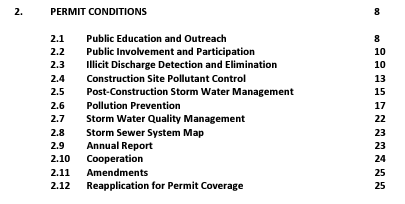 2. PERMIT CONDITIONS 8
2.1 Public Education and Outreach 8
2.2 Public Involvement and Participation 10
2.3 Illicit Discharge Detection and Elimination 10
2.4 Construction Site Pollutant Control 13
2.5 Post-Construction Storm Water Management 15
2.6 Pollution Prevention 17
2.7 Storm Water Quality Management 22
2.8 Storm Sewer System Map 23
2.9 Annual Report 23
2.10 Cooperation 24
2.11 Amendments 25
2.12 Reapplication for Permit Coverage 25